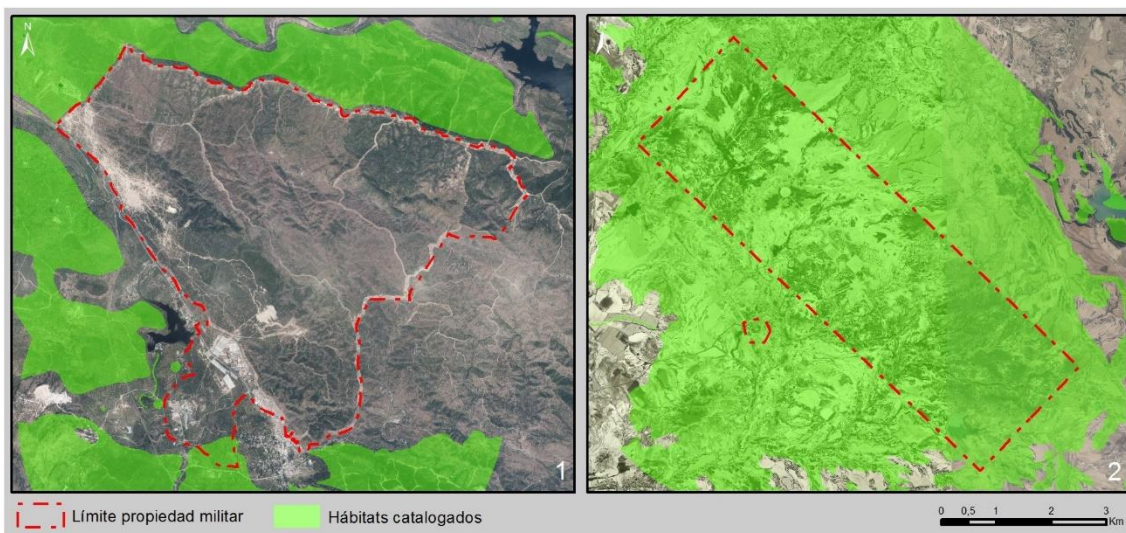 N
1
2
Límite propiedad militar
Hábitats catalogados
0 0,5 1 2 3
Km